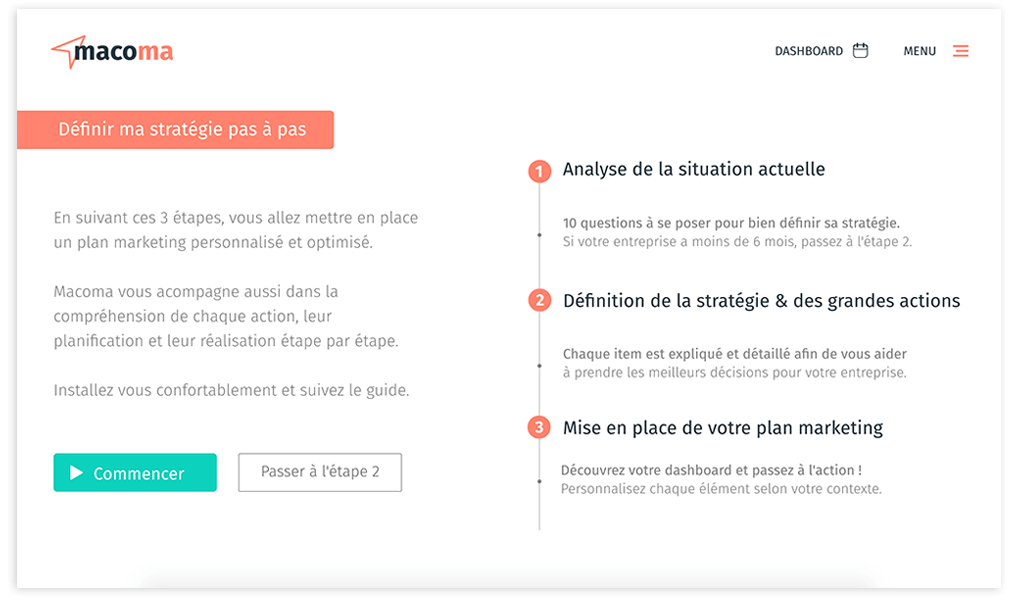 macoma
DASHBOARD
MENU
Définir ma stratégie pas à pas
En suivant ces 3 étapes, vous allez mettre en place
un plan marketing personnalisé et optimisé.
Macoma vous acompagne aussi dans la
compréhension de chaque action, leur
planification et leur réalisation étape par étape.
Installez vous confortablement et suivez le guide.
Commencer
Passer à l'étape 2
1 Analyse de la situation actuelle
10 questions à se poser pour bien définir sa stratégie.
Si votre entreprise a moins de 6 mois, passez à l'étape 2.
2 Définition de la stratégie & des grandes actions
Chaque item est expliqué et détaillé afin de vous aider
à prendre les meilleurs décisions pour votre entreprise.
3 Mise en place de votre plan marketing
Découvrez votre dashboard et passez à l'action !
Personnalisez chaque élément selon votre contexte.